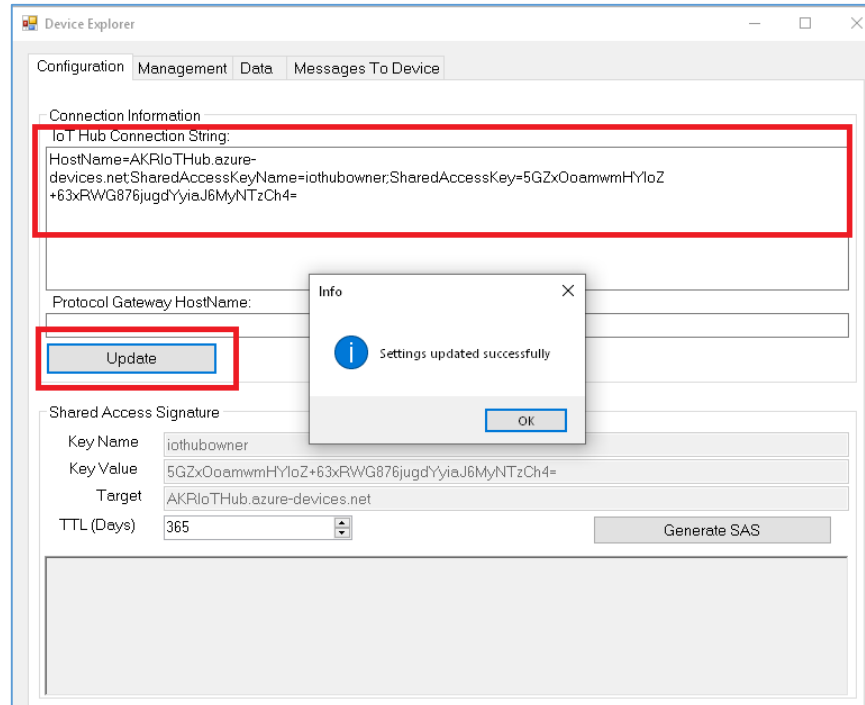 Device Explorer
Configuration Management Data Messages To Device
Connection Information
IoT Hub Connection String:
HostName=AKRIoTHub.azure-
devices.net;SharedAccessKeyName=iothubowner;SharedAccessKey=5GZxOoamwmHYIoZ
+63xRWG876jugdYyiaJ6MyNTzCh4=
Protocol Gateway HostName:
Update
Info
Settings updated successfully
OK
Shared Access Signature
Key Name iothubowner
Key Value 5GZxOoamwmHYIoZ+63xRWG876jugdYyiaJ6MyNTzCh4=
Target AKRIoTHub.azure-devices.net
TTL (Days) 365
Generate SAS